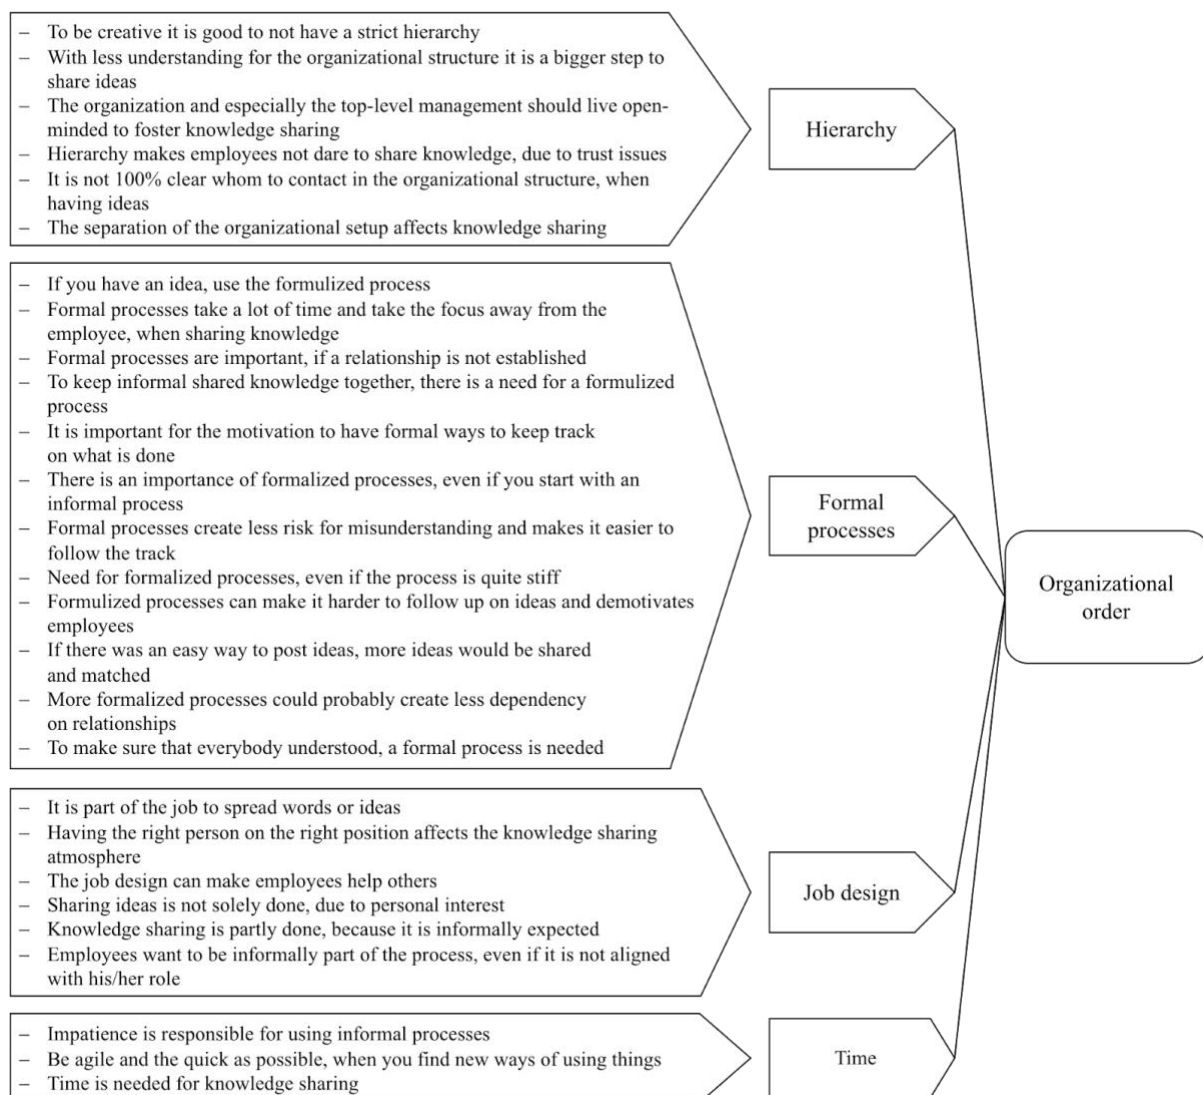 – To be creative it is good to not have a strict hierarchy
– With less understanding for the organizational structure it is a bigger step to
share ideas
– The organization and especially the top-level management should live open-
minded to foster knowledge sharing
– Hierarchy makes employees not dare to share knowledge, due to trust issues
– It is not 100% clear whom to contact in the organizational structure, when
having ideas
– The separation of the organizational setup affects knowledge sharing
Hierarchy
– If you have an idea, use the formulized process
– Formal processes take a lot of time and take the focus away from the
employee, when sharing knowledge
– Formal processes are important, if a relationship is not established
– To keep informal shared knowledge together, there is a need for a formulized
process
– It is important for the motivation to have formal ways to keep track
on what is done
– There is an importance of formalized processes, even if you start with an
informal process
– Formal processes create less risk for misunderstanding and makes it easier to
follow the track
– Need for formalized processes, even if the process is quite stiff
– Formulized processes can make it harder to follow up on ideas and demotivates
employees
– If there was an easy way to post ideas, more ideas would be shared
and matched
– More formalized processes could probably create less dependency
on relationships
– To make sure that everybody understood, a formal process is needed
Formal
processes
– It is part of the job to spread words or ideas
– Having the right person on the right position affects the knowledge sharing
atmosphere
– The job design can make employees help others
– Sharing ideas is not solely done, due to personal interest
– Knowledge sharing is partly done, because it is informally expected
– Employees want to be informally part of the process, even if it is not aligned
with his/her role
Job design
– Impatience is responsible for using informal processes
– Be agile and the quick as possible, when you find new ways of using things
– Time is needed for knowledge sharing
Time
Organizational
order